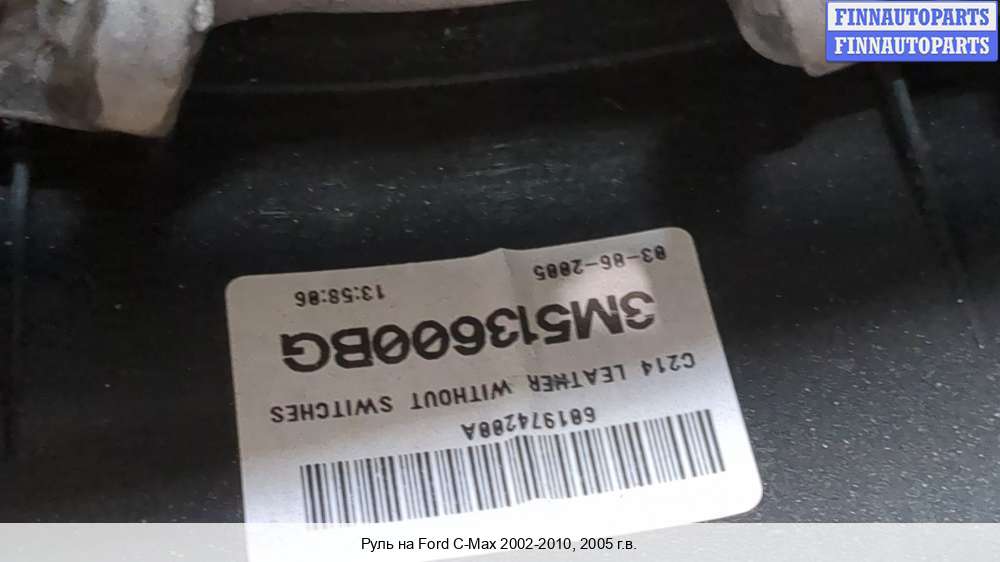 FINNAUTOPARTS
FINNAUTOPARTS
601974200A
C214 LEATHER WITHOUT SWITCHES
3M513600BG
03-06-2005 13:58:06
Руль на Ford C-Max 2002-2010, 2005 г.в.